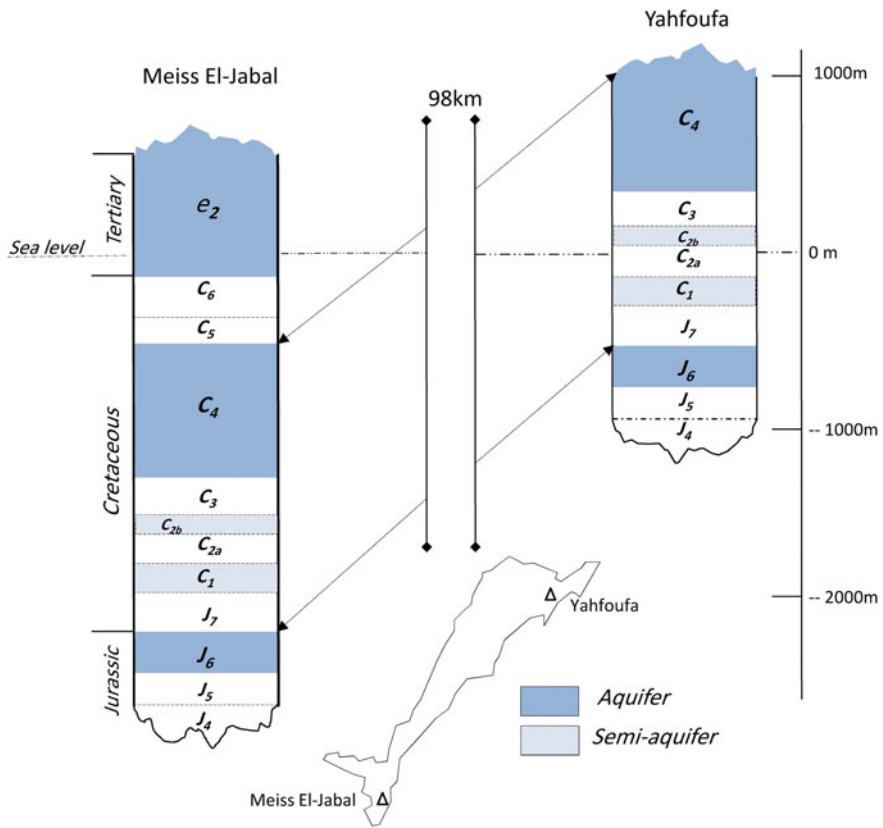 Yahfoufa
Meiss El-Jabal
98km
1000m
0 m
-- 1000m
-- 2000m
Sea level
Tertiary
Cretaceous
Jurassic
e2
C6
C5
C4
C3
C2b
C2a
C1
J7
J6
J5
J4
C4
C3
C2b
C2a
C1
J7
J6
J5
J4
Yahfoufa
Meiss El-Jabal
Aquifer
Semi-aquifer